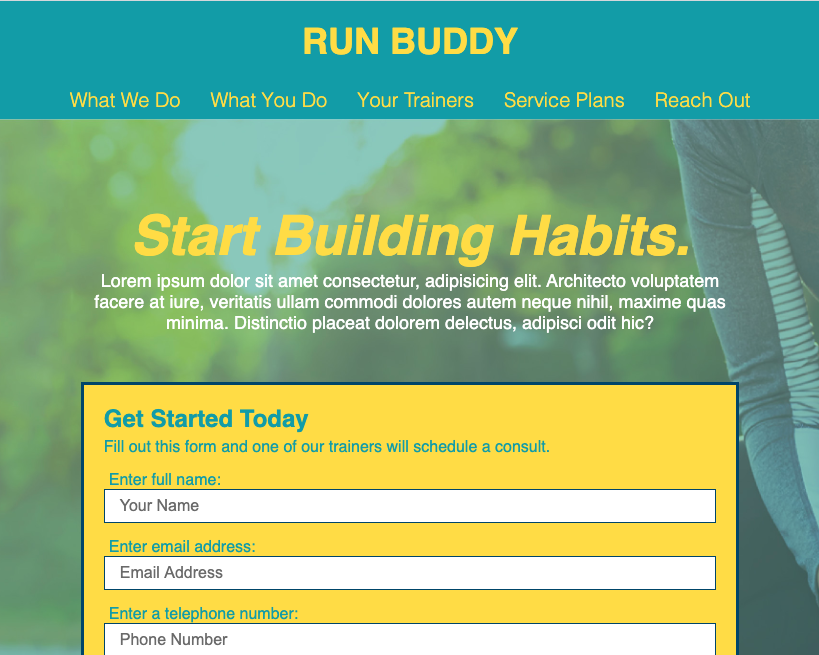 RUN BUDDY
What We Do What You Do Your Trainers Service Plans Reach Out
Start Building Habits.
Lorem ipsum dolor sit amet consectetur, adipisicing elit. Architecto voluptatem
facere at iure, veritatis ullam commodi dolores autem neque nihil, maxime quas
minima. Distinctio placeat dolorem delectus, adipisci odit hic?
Get Started Today
Fill out this form and one of our trainers will schedule a consult.
Enter full name:
Your Name
Enter email address:
Email Address
Enter a telephone number:
Phone Number